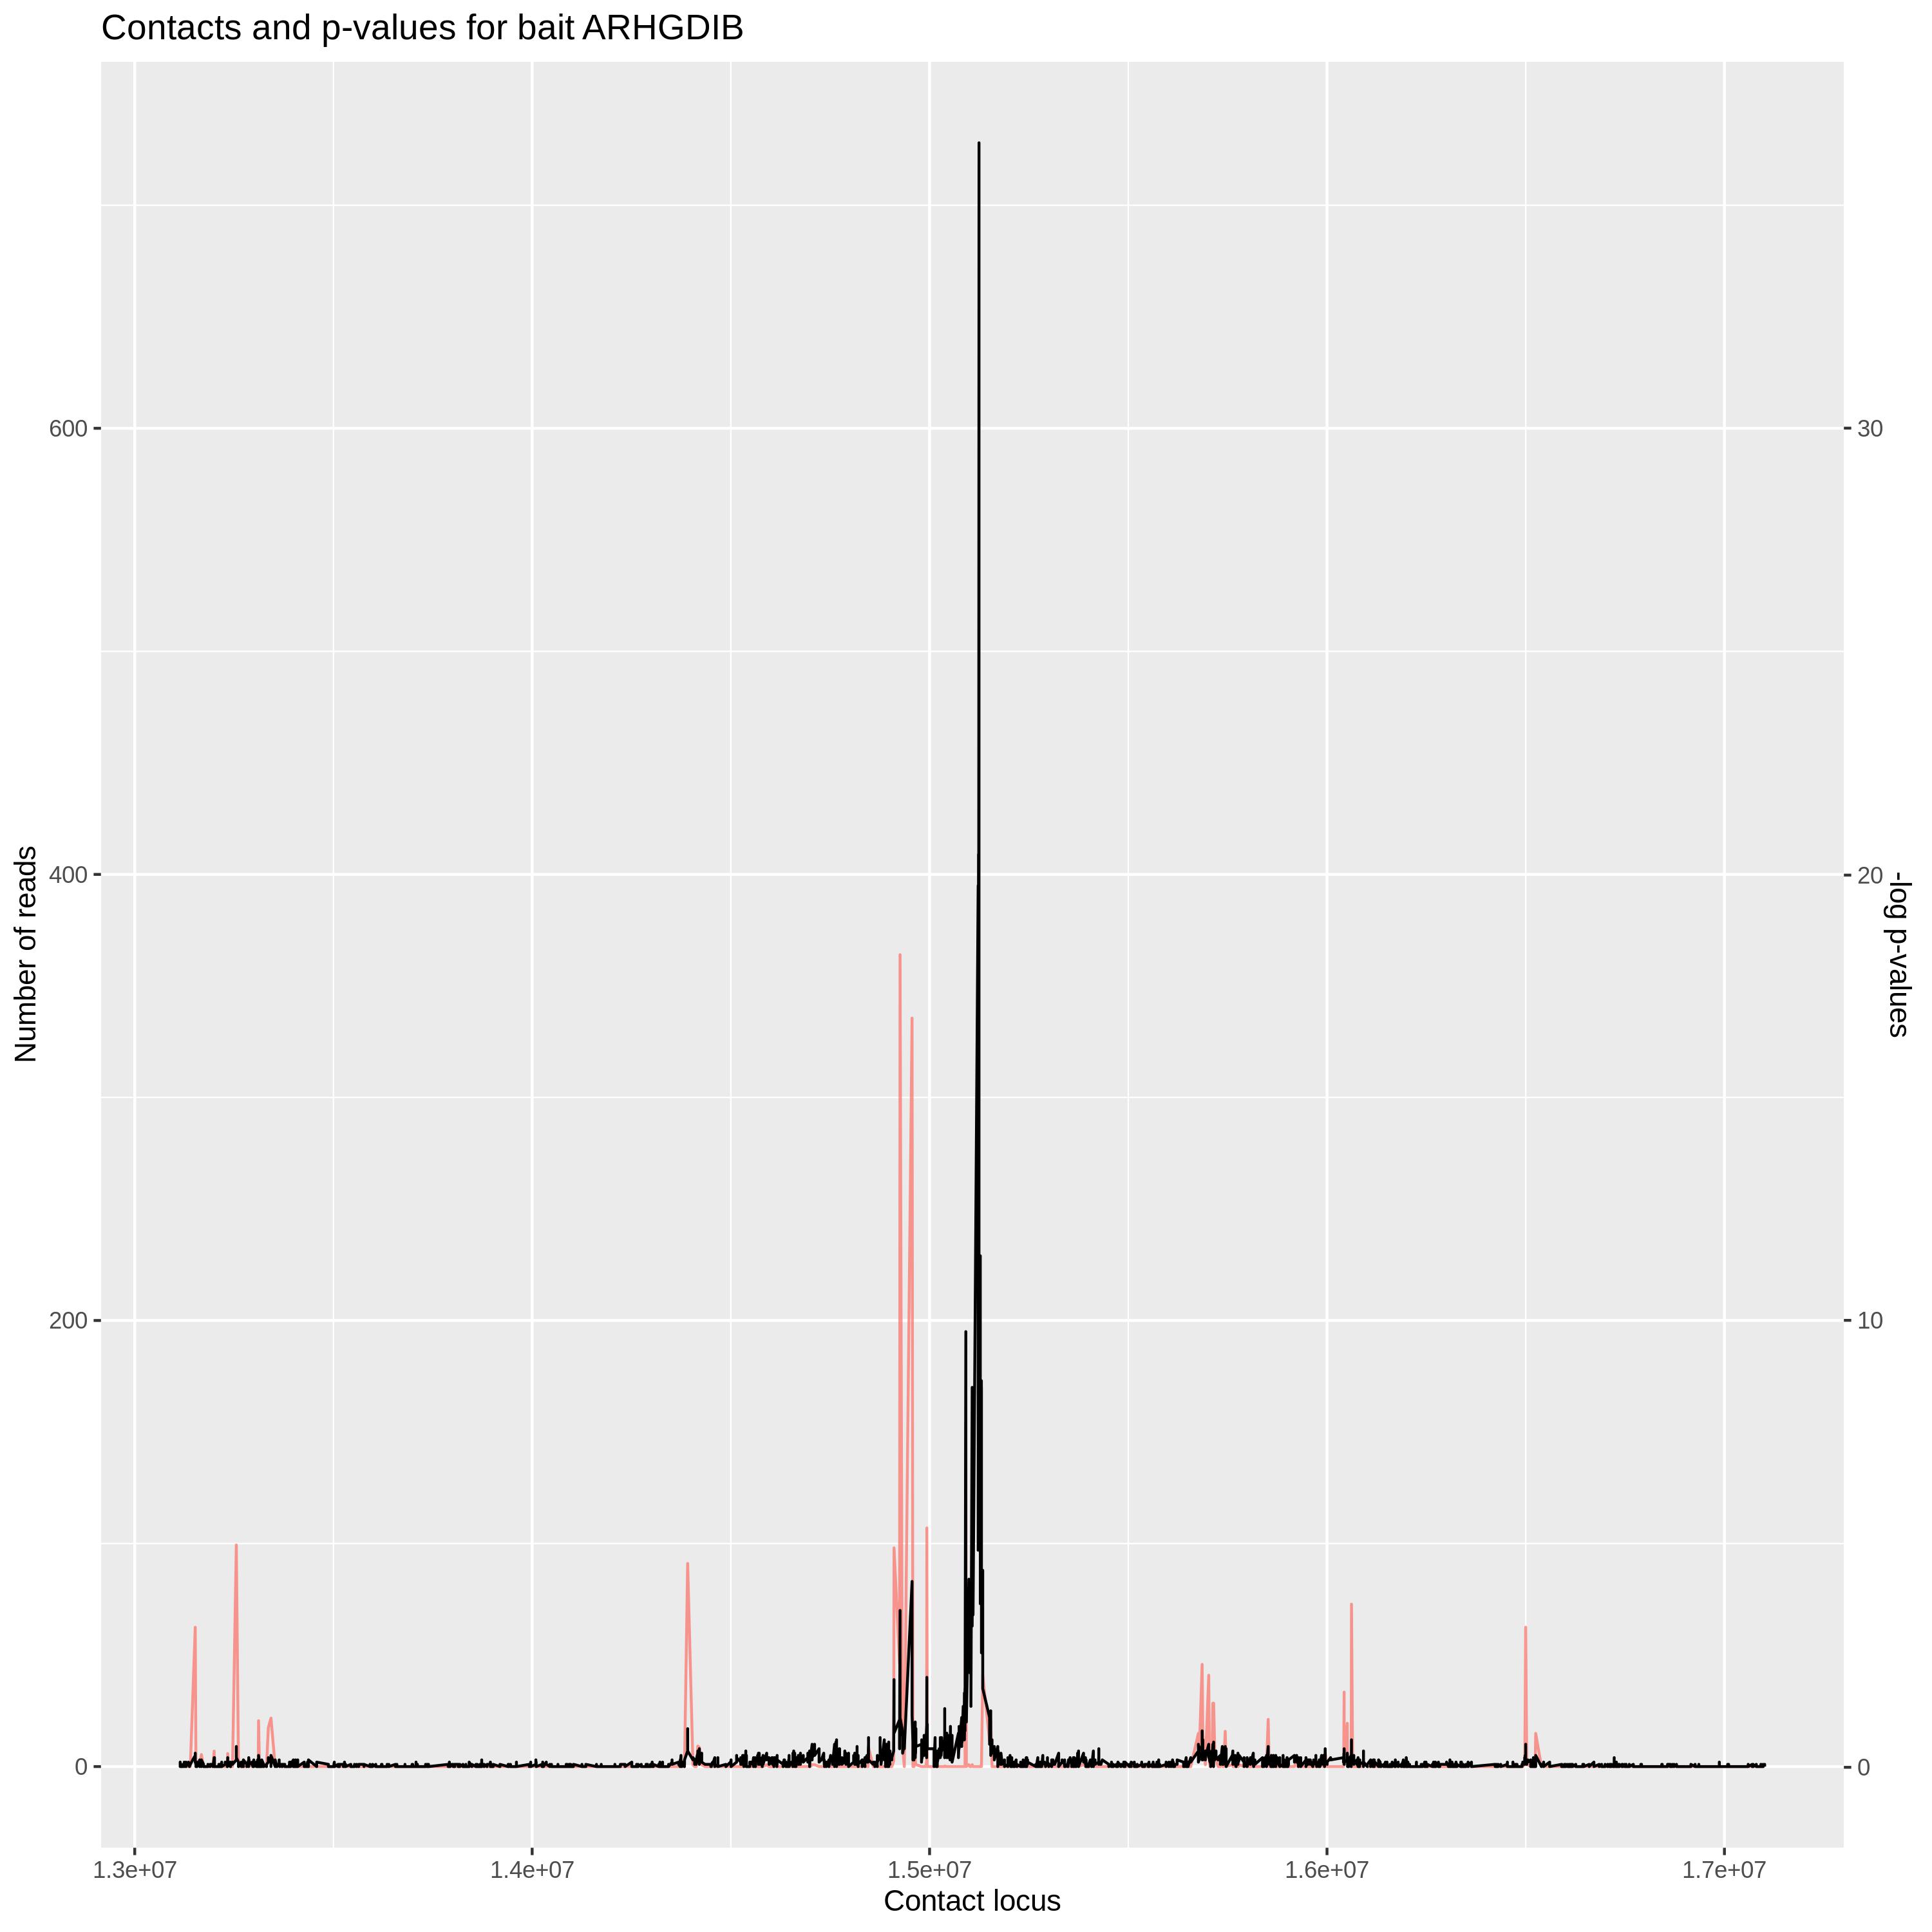 Contacts and p-values for bait ARHGDIB
Number of reads
600
400
200
0
30
20
10
0
-log p-values
1.3e+07
1.4e+07
1.5e+07
1.6e+07
1.7e+07
Contact locus